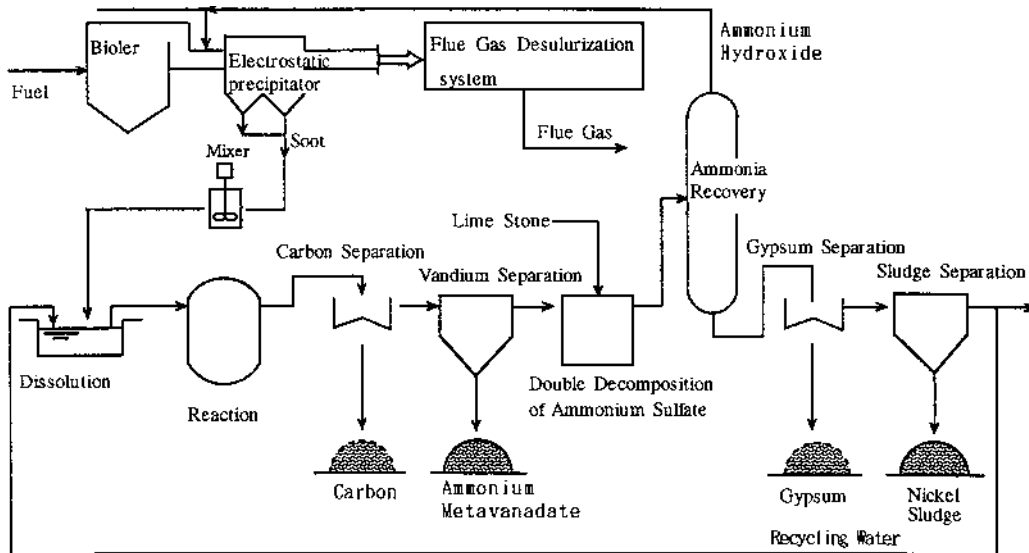 Ammonium
Hydroxide
Bioler
Fuel
Electrostatic
precipitator
Flue Gas Desulurization
system
Flue Gas
Soot
Mixer
Ammonia
Recovery
Lime Stone
Carbon Separation
Vandium Separation
Gypsum Separation
Sludge Separation
Dissolution
Reaction
Double Decomposition
of Ammonium Sulfate
Carbon
Ammonium
Metavanadate
Gypsum
Nickel
Sludge
Recycling Water